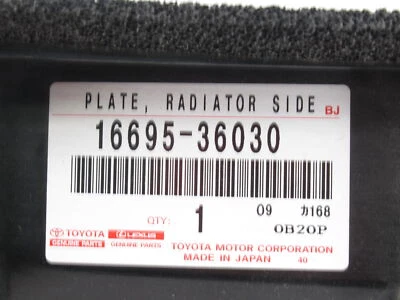 PLATE, RADIATOR SIDE BJ
16695-36030
QTY: 1 09 ｶ168
0B20P
TOYOTA LEXUS
GENUINE PARTS GENUINE PARTS
TOYOTA MOTOR CORPORATION
MADE IN JAPAN 40